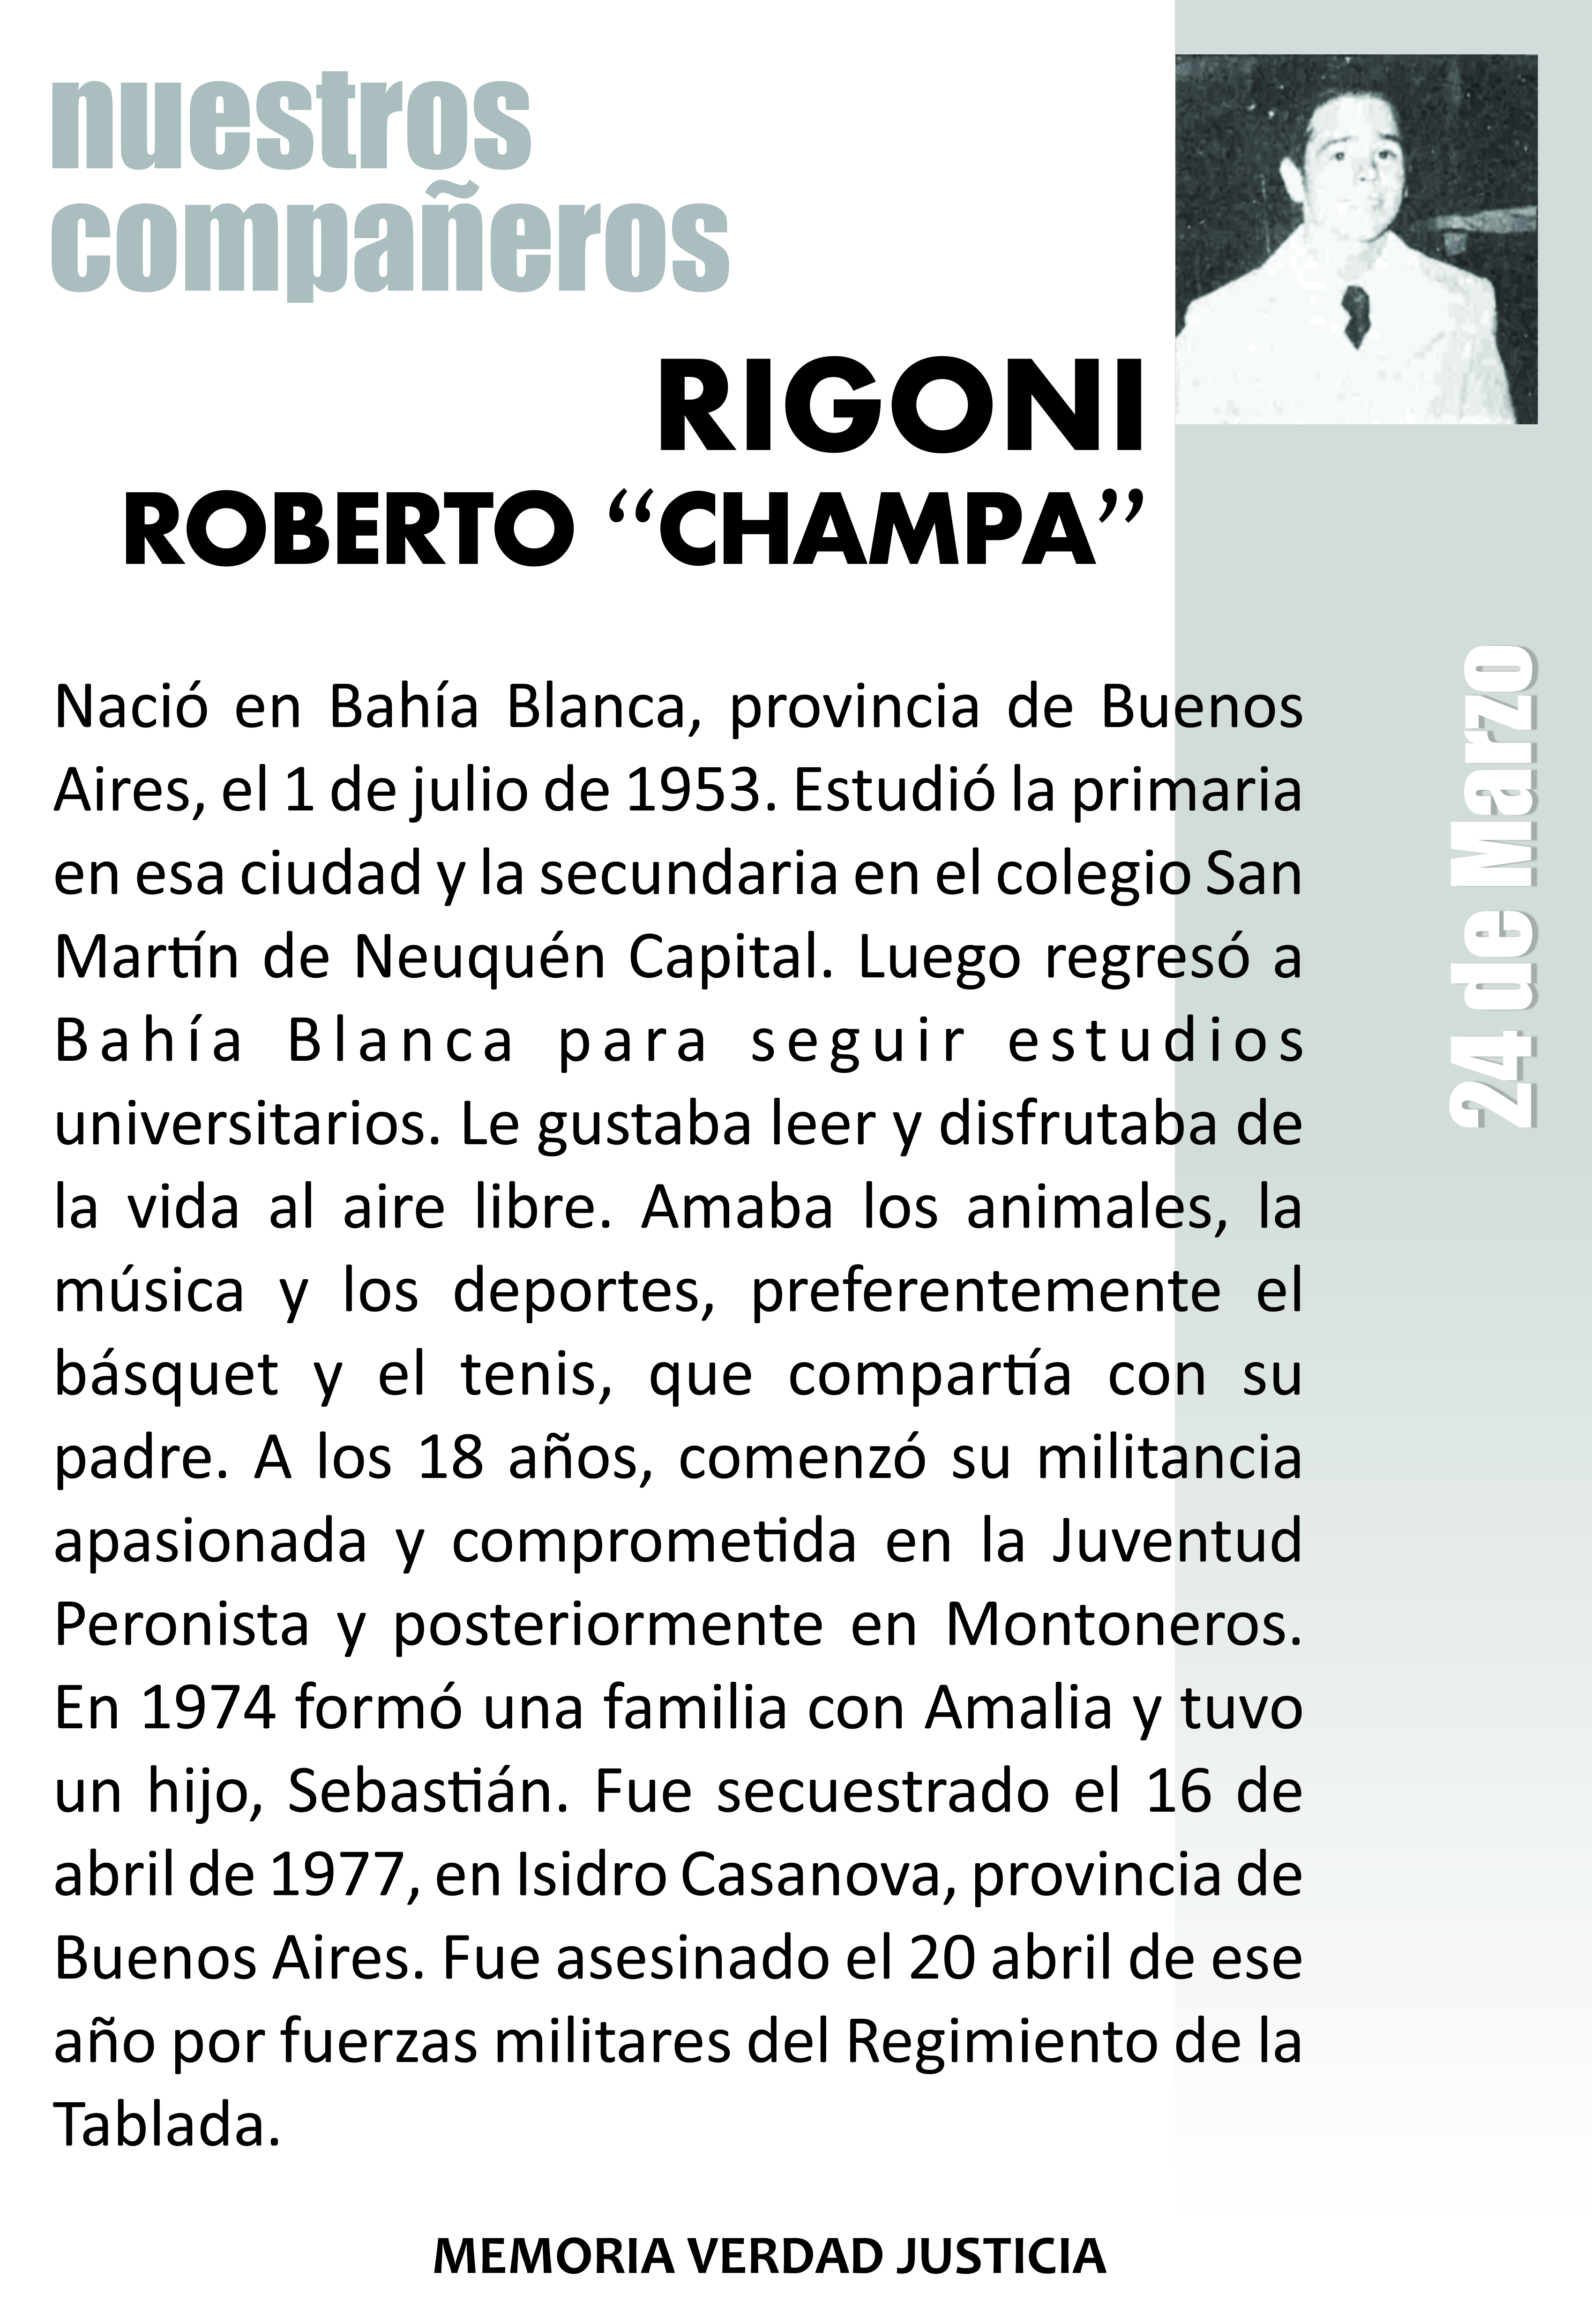 nuestros
compañeros
RIGONI
ROBERTO “CHAMPA”
Nació en Bahía Blanca, provincia de Buenos
Aires, el 1 de julio de 1953. Estudió la primaria
en esa ciudad y la secundaria en el colegio San
Martín de Neuquén Capital. Luego regresó a
Bahía Blanca para seguir estudios
universitarios. Le gustaba leer y disfrutaba de
la vida al aire libre. Amaba los animales, la
música y los deportes, preferentemente el
básquet y el tenis, que compartía con su
padre. A los 18 años, comenzó su militancia
apasionada y comprometida en la Juventud
Peronista y posteriormente en Montoneros.
En 1974 formó una familia con Amalia y tuvo
un hijo, Sebastián. Fue secuestrado el 16 de
abril de 1977, en Isidro Casanova, provincia de
Buenos Aires. Fue asesinado el 20 abril de ese
año por fuerzas militares del Regimiento de la
Tablada.
24 de Marzo
MEMORIA VERDAD JUSTICIA